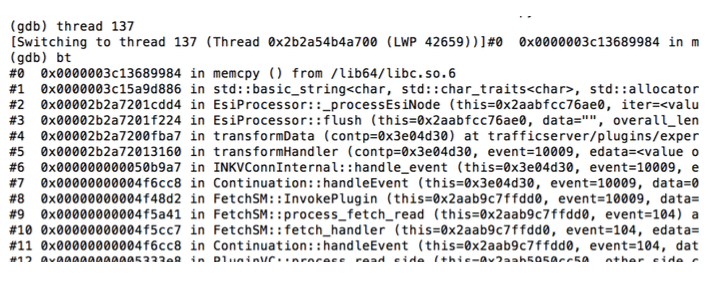 (gdb) thread 137
[Switching to thread 137 (Thread 0x2b2a54b4a700 (LWP 42659))]#0  0x0000003c13689984 in m
(gdb) bt
#0  0x0000003c13689984 in memcpy () from /lib64/libc.so.6
#1  0x0000003c15a9d886 in std::basic_string<char, std::char_traits<char>, std::allocator
#2  0x00002b2a7201cdd4 in EsiProcessor::_processEsiNode (this=0x2aabfcc76ae0, iter=<valu
#3  0x00002b2a7201f224 in EsiProcessor::flush (this=0x2aabfcc76ae0, data="", overall_len
#4  0x00002b2a7200fba7 in transformData (contp=0x3e04d30) at trafficserver/plugins/exper
#5  0x00002b2a72013160 in transformHandler (contp=0x3e04d30, event=10009, edata=<value o
#6  0x000000000050b9a7 in INKVConnInternal::handle_event (this=0x3e04d30, event=10009, e
#7  0x00000000004f6cc8 in Continuation::handleEvent (this=0x3e04d30, event=10009, data=0
#8  0x00000000004f48d2 in FetchSM::InvokePlugin (this=0x2aab9c7ffdd0, event=10009, data=
#9  0x00000000004f5a41 in FetchSM::process_fetch_read (this=0x2aab9c7ffdd0, event=104) a
#10 0x00000000004f5cc7 in FetchSM::fetch_handler (this=0x2aab9c7ffdd0, event=104, edata=
#11 0x00000000004f6cc8 in Continuation::handleEvent (this=0x2aab9c7ffdd0, event=104, dat